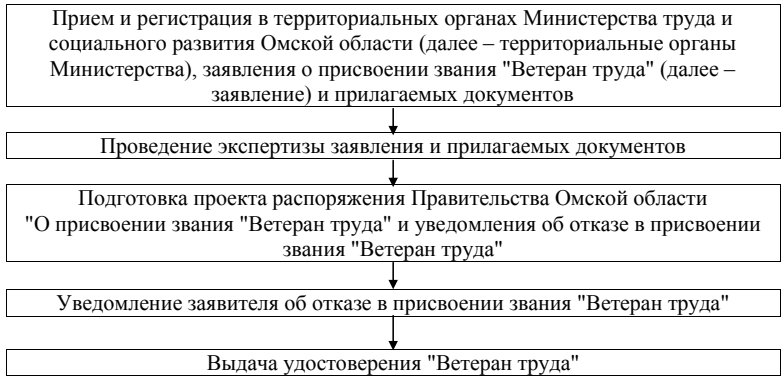 Прием и регистрация в территориальных органах Министерства труда и
социального развития Омской области (далее – территориальные органы
Министерства), заявления о присвоении звания "Ветеран труда" (далее –
заявление) и прилагаемых документов
Проведение экспертизы заявления и прилагаемых документов
Подготовка проекта распоряжения Правительства Омской области
"О присвоении звания "Ветеран труда" и уведомления об отказе в присвоении
звания "Ветеран труда"
Уведомление заявителя об отказе в присвоении звания "Ветеран труда"
Выдача удостоверения "Ветеран труда"